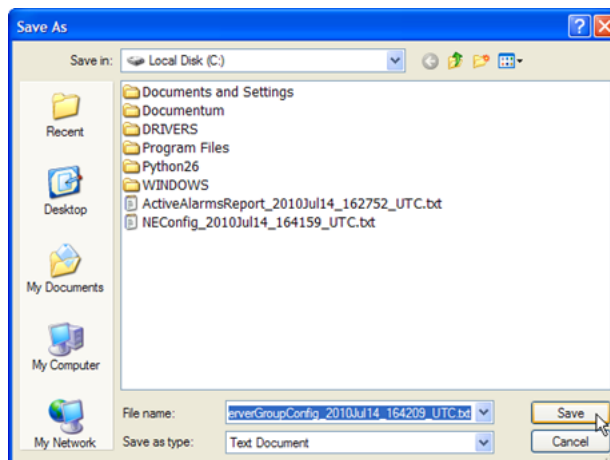 Save As
Save in: Local Disk (C:)
Documents and Settings
Documentum
DRIVERS
Program Files
Python26
WINDOWS
ActiveAlarmsReport_2010Jul14_162752_UTC.txt
NEConfig_2010Jul14_164159_UTC.txt
Recent
Desktop
My Documents
My Computer
My Network
File name: erverGroupConfig_2010Jul14_164209_UTC.txt Save
Save as type: Text Document Cancel